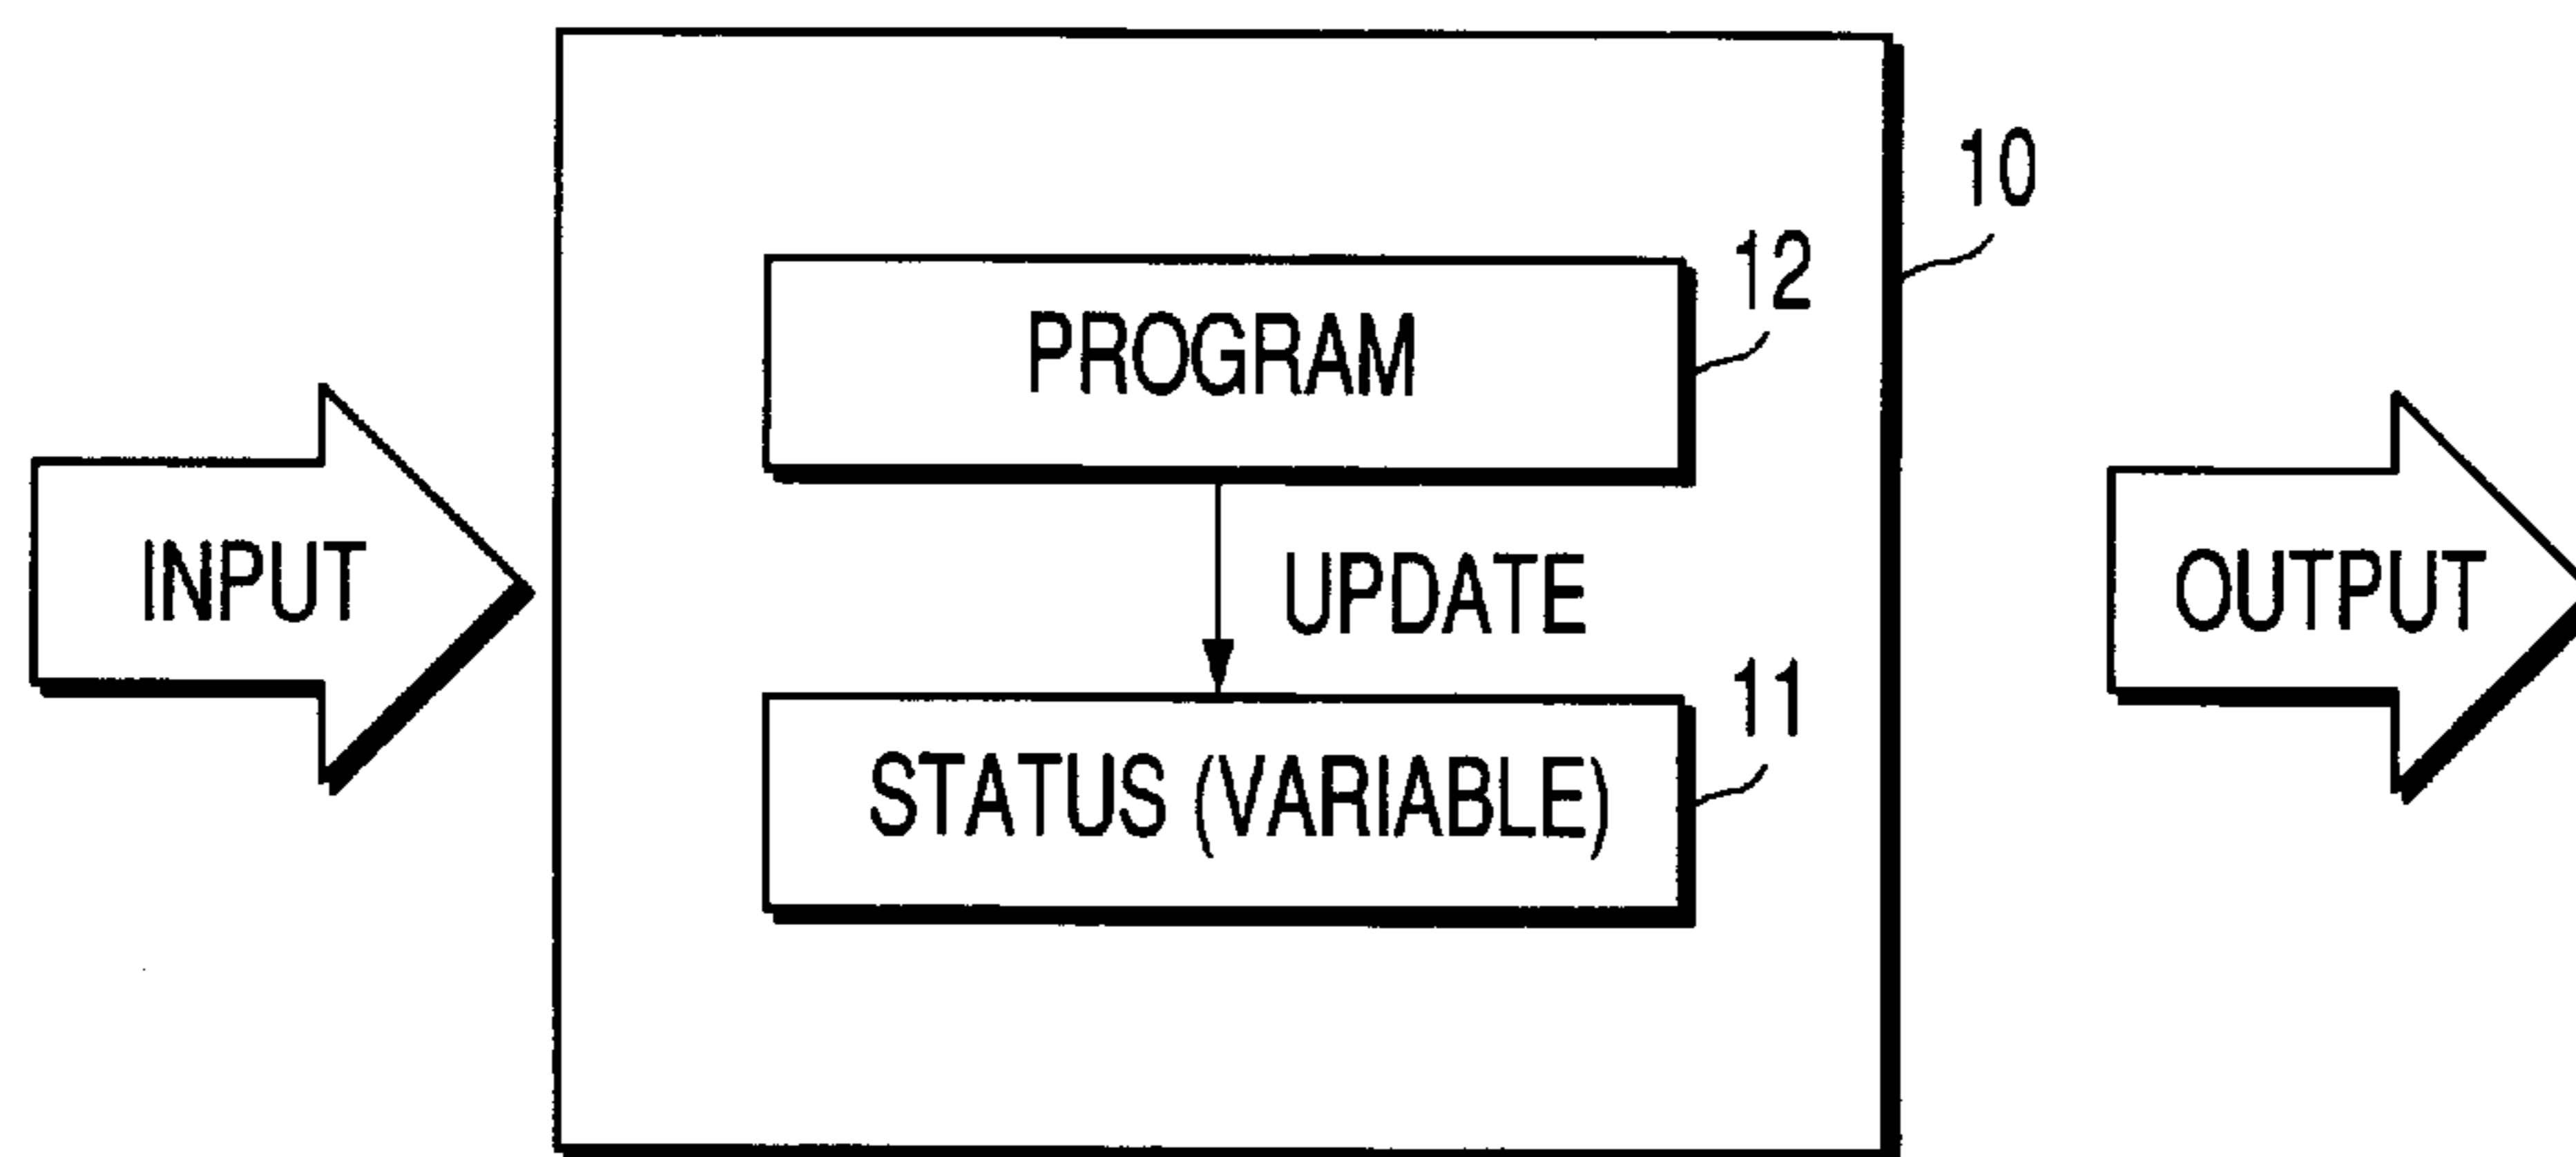 10
12
PROGRAM
INPUT
UPDATE
OUTPUT
11
STATUS (VARIABLE)